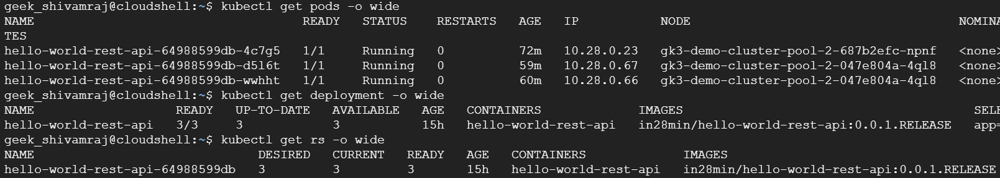 geek_shivamraj@cloudshell:~$ kubectl get pods -o wide
NAME READY STATUS RESTARTS AGE IP NODE NOMINA
TES
hello-world-rest-api-64988599db-4c7g5 1/1 Running 0 72m 10.28.0.23 gk3-demo-cluster-pool-2-687b2efc-npnf <none>
hello-world-rest-api-64988599db-d5l6t 1/1 Running 0 59m 10.28.0.67 gk3-demo-cluster-pool-2-047e804a-4ql8 <none>
hello-world-rest-api-64988599db-wwhht 1/1 Running 0 60m 10.28.0.66 gk3-demo-cluster-pool-2-047e804a-4ql8 <none>
geek_shivamraj@cloudshell:~$ kubectl get deployment -o wide
NAME READY UP-TO-DATE AVAILABLE AGE CONTAINERS IMAGES SELE
hello-world-rest-api 3/3 3 3 15h hello-world-rest-api in28min/hello-world-rest-api:0.0.1.RELEASE app=
geek_shivamraj@cloudshell:~$ kubectl get rs -o wide
NAME DESIRED CURRENT READY AGE CONTAINERS IMAGES
hello-world-rest-api-64988599db 3 3 3 15h hello-world-rest-api in28min/hello-world-rest-api:0.0.1.RELEASE